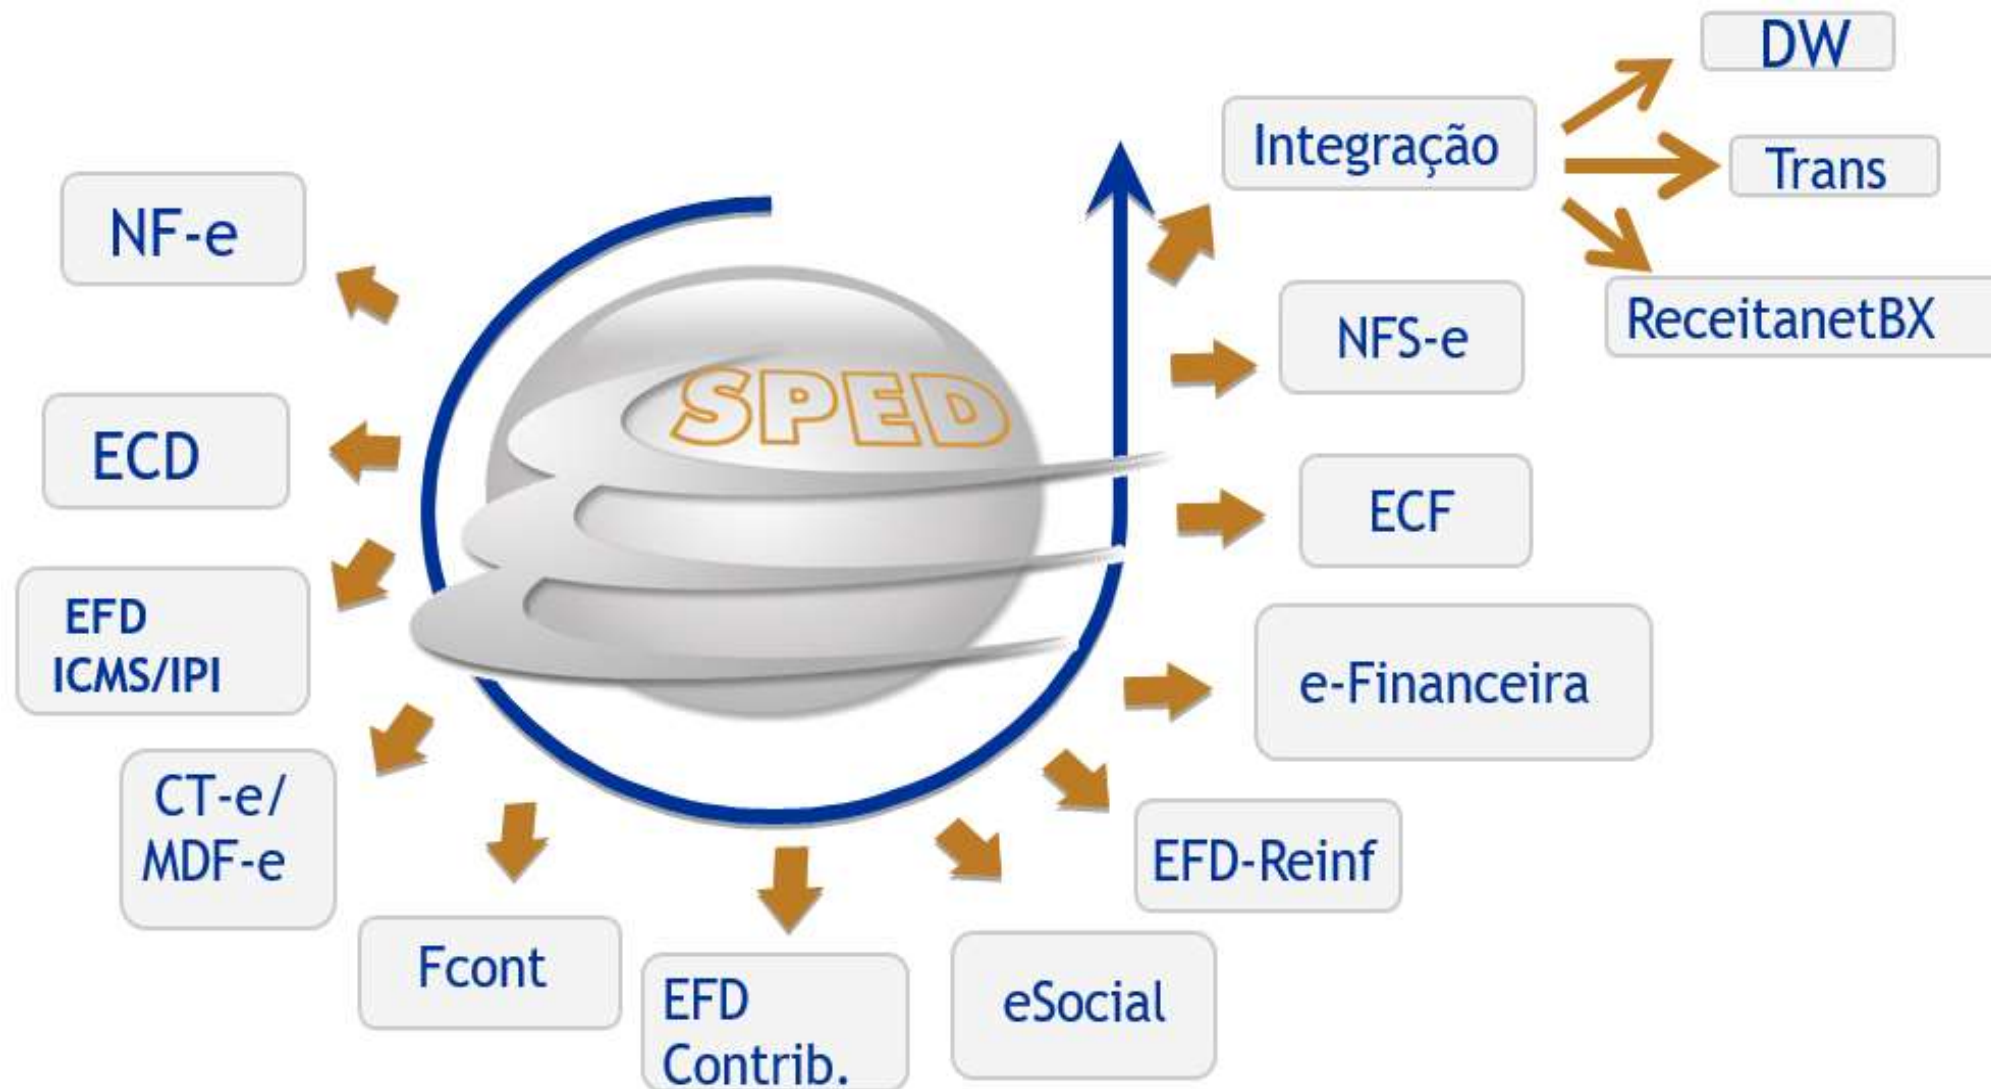 DW
Integração
Trans
NF-e
ReceitanetBX
NFS-e
SPED
ECD
ECF
EFD
ICMS/IPI
e-Financeira
CT-e/
MDF-e
EFD-Reinf
Fcont
EFD
Contrib.
eSocial